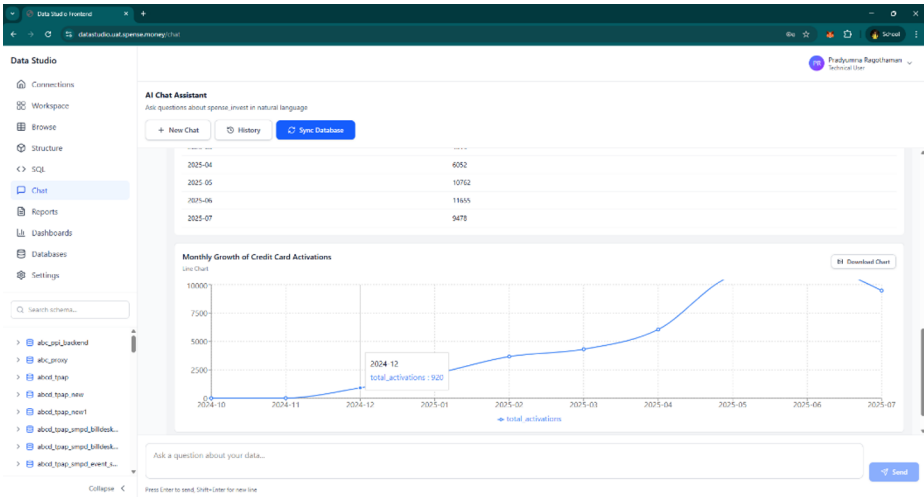 Data Studio Frontend
datastudio.uat.spense.money/chat
School
Data Studio
Pradyumna Ragothaman
Technical User
Connections
Workspace
Browse
Structure
SQL
Chat
Reports
Dashboards
Databases
Settings
Search schema...
abc_ppi_backend
abc_proxy
abcd_tpap
abcd_tpap_new
abcd_tpap_new1
abcd_tpap_smpd_billdesk...
abcd_tpap_smpd_billdesk...
abcd_tpap_smpd_event_s...
Collapse
AI Chat Assistant
Ask questions about spense_invest in natural language
+ New Chat
History
Sync Database
2025-04 6052
2025-05 10762
2025-06 11655
2025-07 9478
Monthly Growth of Credit Card Activations
Line Chart
Download Chart
10000
7500
5000
2500
0
2024-12
total_activations : 920
2024-10 2024-11 2024-12 2025-01 2025-02 2025-03 2025-04 2025-05 2025-06 2025-07
total_activations
Ask a question about your data...
Send
Press Enter to send, Shift+Enter for new line